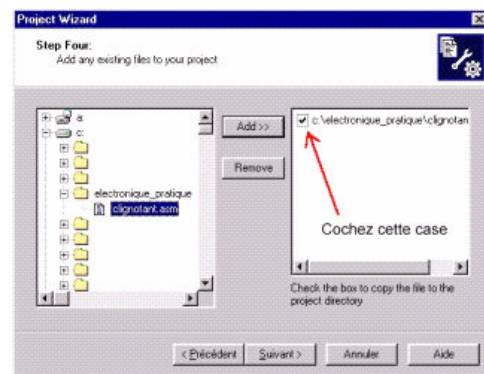 Project Wizard
Step Four:
Add any existing files to your project
a:
c:
electronique_pratique
clignotant.asm
Add >>
Remove
c:\electronique_pratique\clignotan
Cochez cette case
Check the box to copy the file to the
project directory
< Précédent
Suivant >
Annuler
Aide